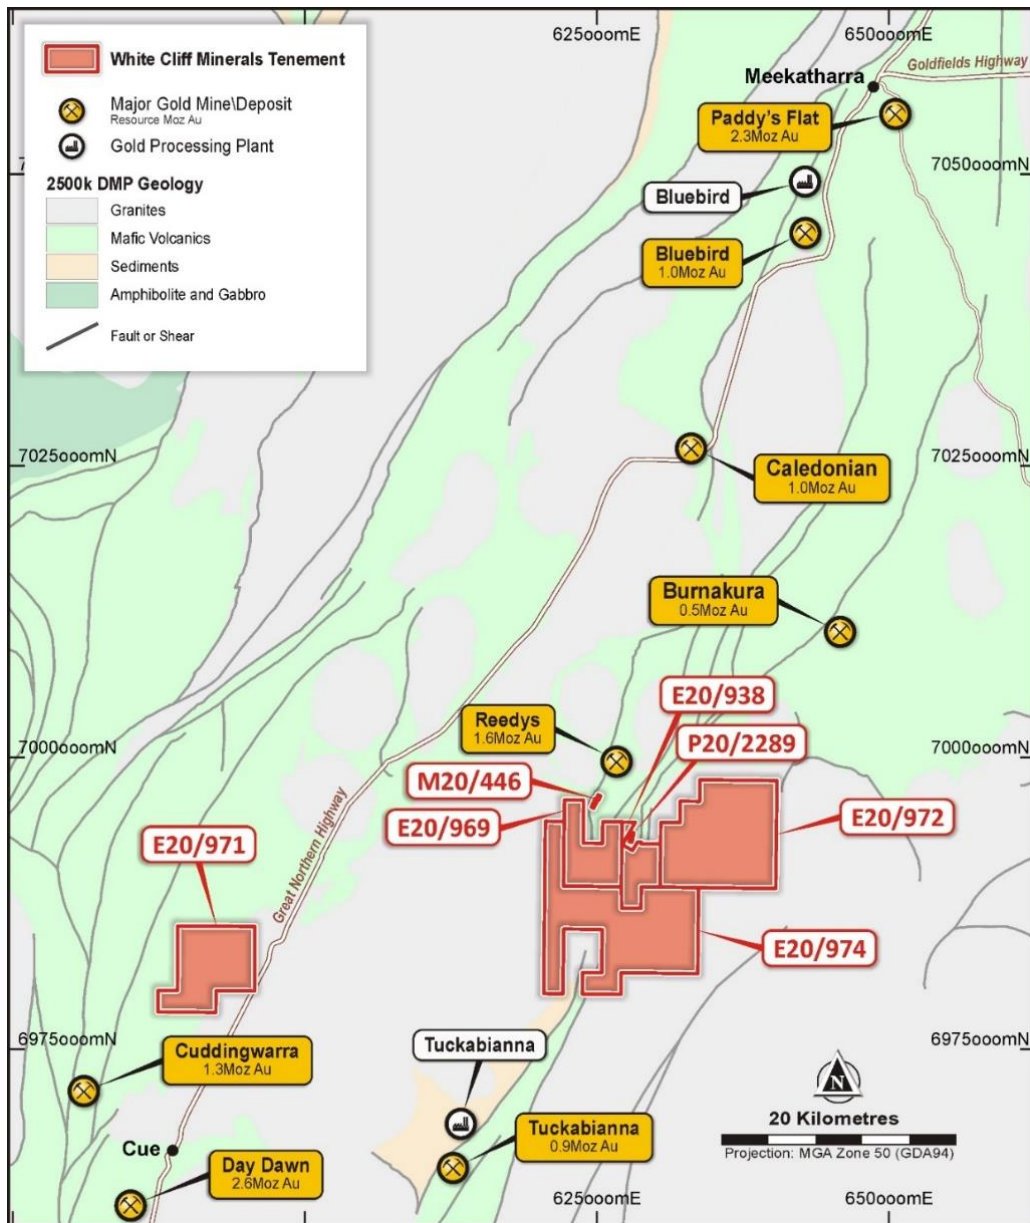 White Cliff Minerals Tenement
Major Gold Mine\Deposit
Resource Moz Au
Gold Processing Plant
2500k DMP Geology
Granites
Mafic Volcanics
Sediments
Amphibolite and Gabbro
Fault or Shear
625000mE
650000mE
Goldfields Highway
Meekatharra
Paddy's Flat
2.3Moz Au
7050000mN
Bluebird
Bluebird
1.0Moz Au
7025000mN
7025000mN
Caledonian
1.0Moz Au
Burnakura
0.5Moz Au
E20/938
Reedys
1.6Moz Au
P20/2289
7000000mN
7000000mN
M20/446
E20/969
E20/972
E20/971
Great Northern Highway
E20/974
6975000mN
6975000mN
Cuddingwarra
1.3Moz Au
Tuckabianna
N
20 Kilometres
Projection: MGA Zone 50 (GDA94)
Cue
Tuckabianna
0.9Moz Au
Day Dawn
2.6Moz Au
625000mE
650000mE